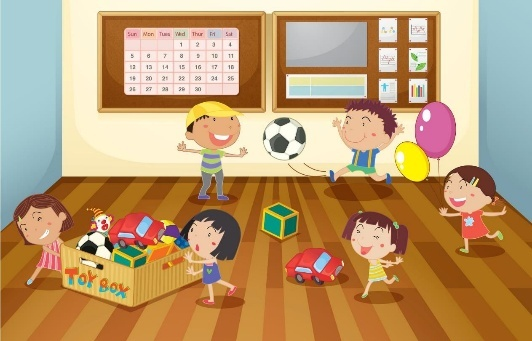 Sun Mon Tues Wed Thur Fri Sat
1 2 3 4
5 6 7 8 9 10 11
12 13 14 15 16 17 18
19 20 21 22 23 24 25
26 27 28 29 30
TOY BOX